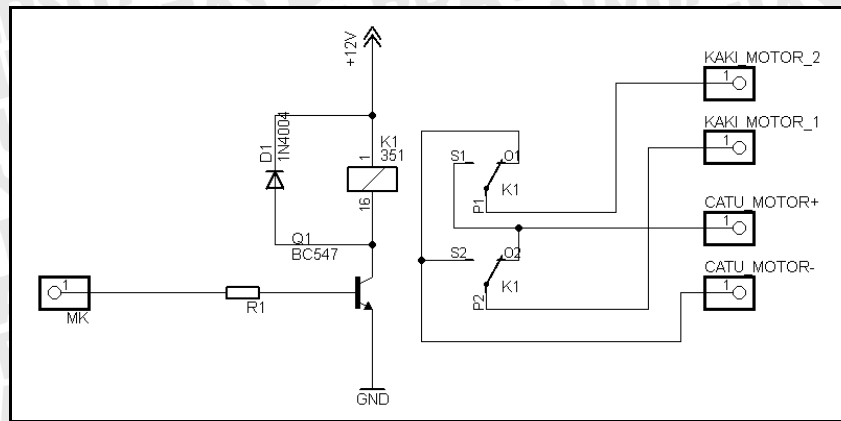 +12V
KAKI_MOTOR_2
1
D1
1N4004
K1
351
1
16
KAKI_MOTOR_1
1
S1
O1
K1
P1
CATU_MOTOR+
1
Q1
BC547
S2
O2
K1
P2
CATU_MOTOR-
1
1
MK
R1
GND